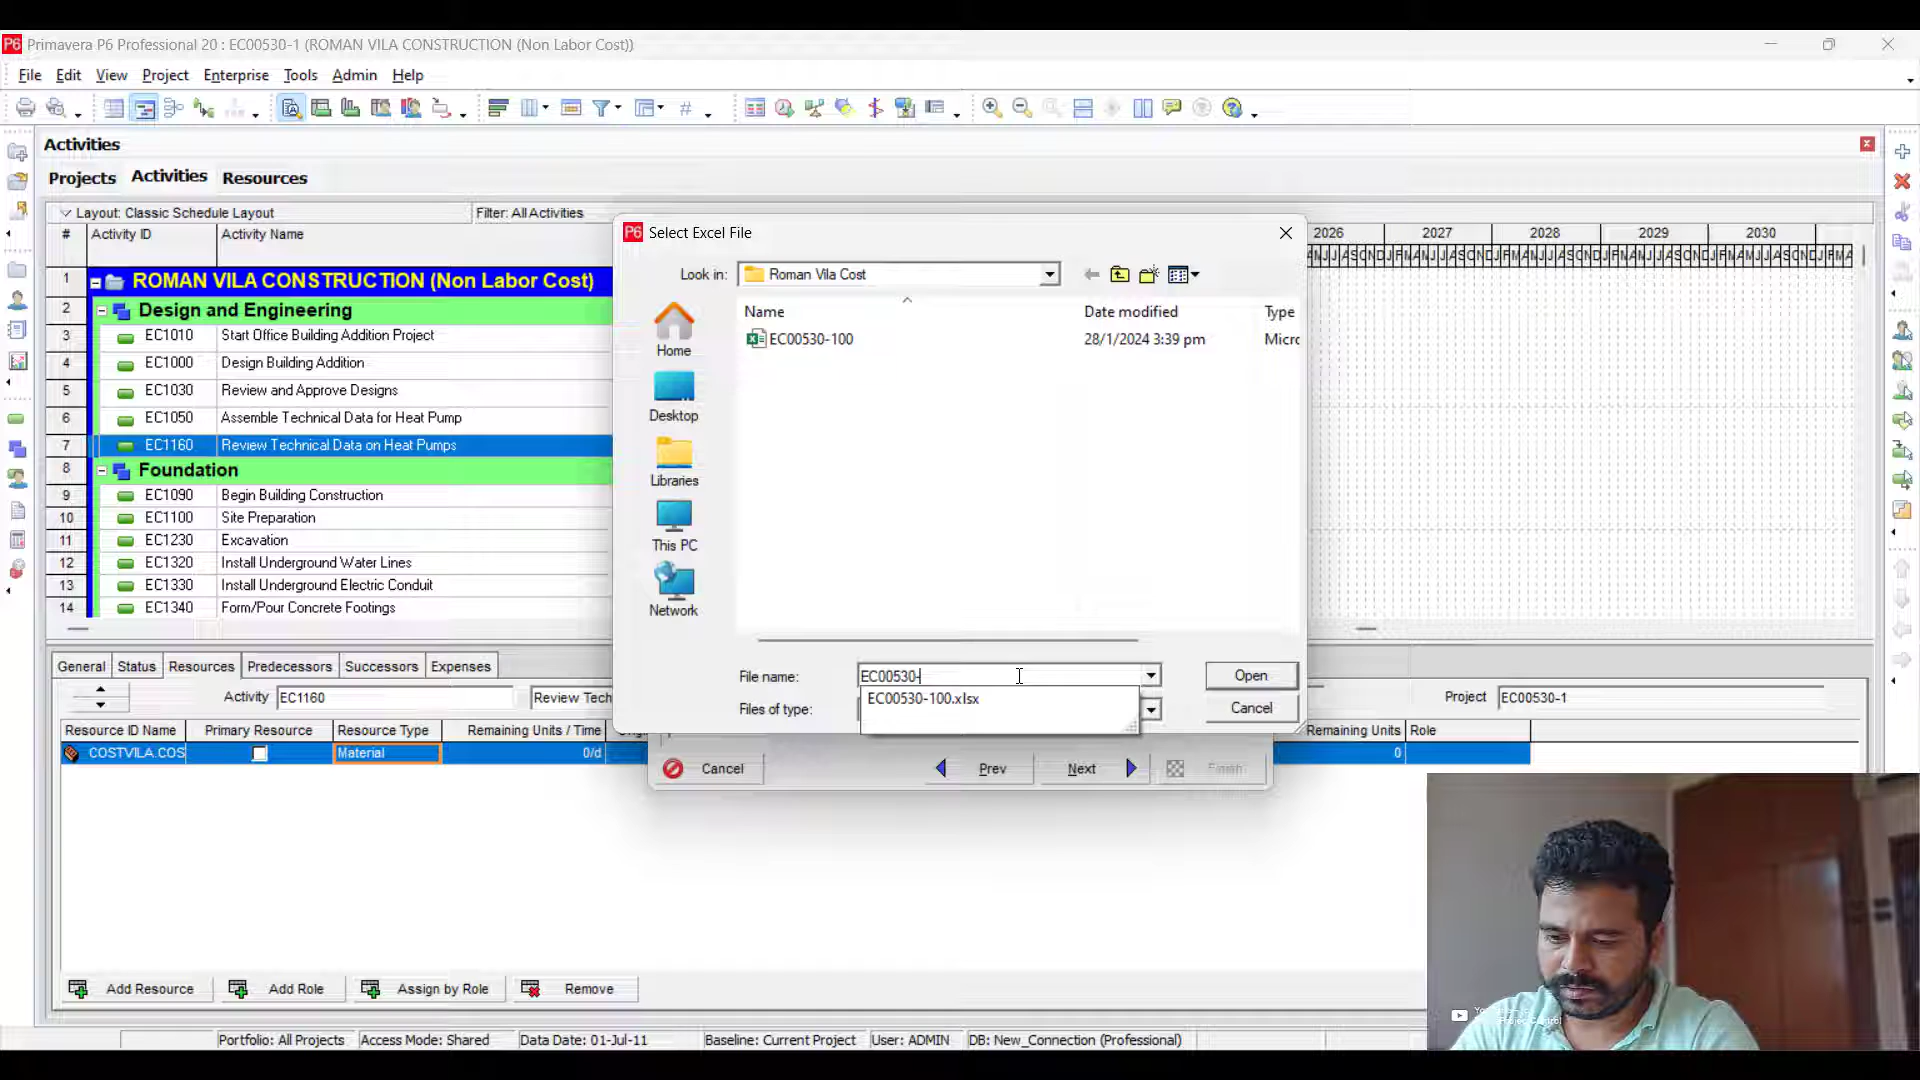 P6 Primavera P6 Professional 20 : EC00530-1 (ROMAN VILA CONSTRUCTION (Non Labor Cost))
File Edit View Project Enterprise Tools Admin Help
Activities
Projects Activities Resources
Layout: Classic Schedule Layout Filter: All Activities
# Activity ID Activity Name
2026 2027 2028 2029 2030
1 ROMAN VILA CONSTRUCTION (Non Labor Cost)
2 Design and Engineering
3 EC1010 Start Office Building Addition Project
4 EC1000 Design Building Addition
5 EC1030 Review and Approve Designs
6 EC1050 Assemble Technical Data for Heat Pump
7 EC1160 Review Technical Data on Heat Pumps
8 Foundation
9 EC1090 Begin Building Construction
10 EC1100 Site Preparation
11 EC1230 Excavation
12 EC1320 Install Underground Water Lines
13 EC1330 Install Underground Electric Conduit
14 EC1340 Form/Pour Concrete Footings
P6 Select Excel File
Look in: Roman Vila Cost
Name Date modified Type
EC00530-100 28/1/2024 3:39 pm Micro
Home
Desktop
Libraries
This PC
Network
File name: EC00530- Open
EC00530-100.xlsx
Files of type: Cancel
Cancel Prev Next Finish
General Status Resources Predecessors Successors Expenses
Activity EC1160 Review Tech Project EC00530-1
Resource ID Name Primary Resource Resource Type Remaining Units / Time Remaining Units Role
COSTVILA.COS Material 0/d 0
Add Resource Add Role Assign by Role Remove
Portfolio: All Projects Access Mode: Shared Data Date: 01-Jul-11 Baseline: Current Project User: ADMIN DB: New_Connection (Professional)